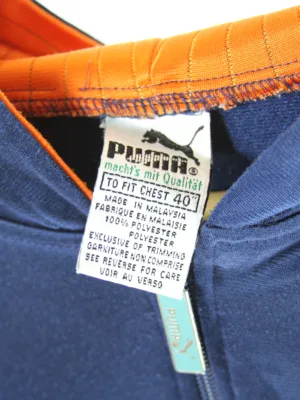 PUMA
macht's mit Qualität
TO FIT CHEST 40"
MADE IN MALAYSIA
FABRIQUE EN MALAISIE
100% POLYESTER
POLYESTER
EXCLUSIVE OF TRIMMING
GARNITURE NON COMPRISE
SEE REVERSE FOR CARE
VOIR AU VERSO
PUMA